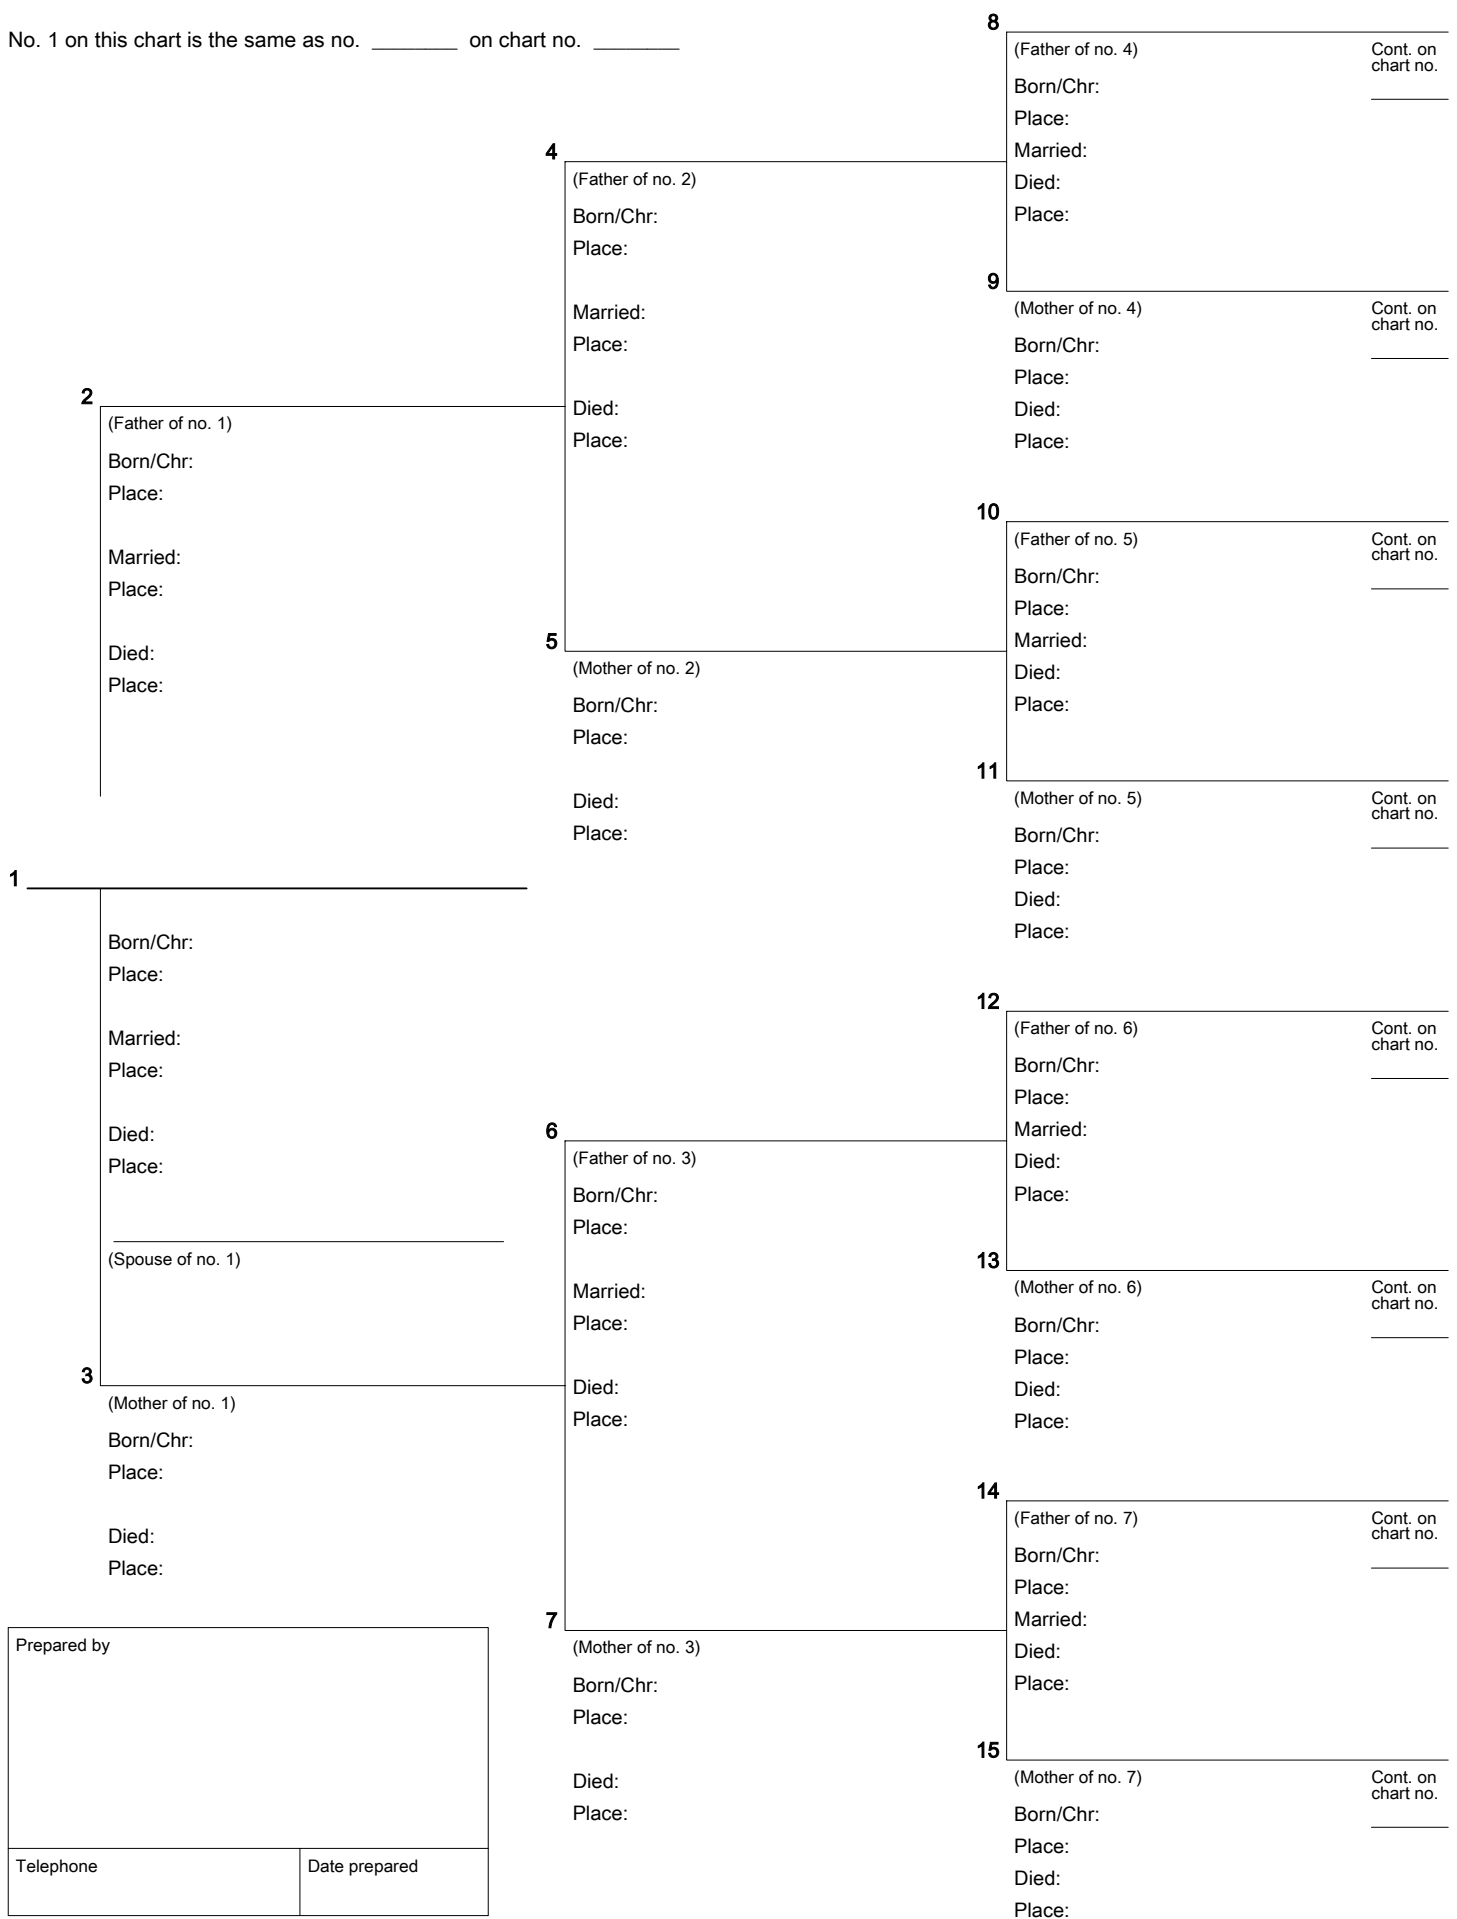 No. 1 on this chart is the same as no. ________ on chart no. ________
8
(Father of no. 4)
Cont. on
chart no.
Born/Chr:
Place:
Married:
Died:
Place:
4
(Father of no. 2)
Born/Chr:
Place:
Married:
Place:
Died:
Place:
9
(Mother of no. 4)
Cont. on
chart no.
Born/Chr:
Place:
Died:
Place:
2
(Father of no. 1)
Born/Chr:
Place:
Married:
Place:
Died:
Place:
10
(Father of no. 5)
Cont. on
chart no.
Born/Chr:
Place:
Married:
Died:
Place:
5
(Mother of no. 2)
Born/Chr:
Place:
Died:
Place:
11
(Mother of no. 5)
Cont. on
chart no.
Born/Chr:
Place:
Died:
Place:
1
Born/Chr:
Place:
Married:
Place:
Died:
Place:
(Spouse of no. 1)
12
(Father of no. 6)
Cont. on
chart no.
Born/Chr:
Place:
Married:
Died:
Place:
6
(Father of no. 3)
Born/Chr:
Place:
Married:
Place:
Died:
Place:
13
(Mother of no. 6)
Cont. on
chart no.
Born/Chr:
Place:
Died:
Place:
3
(Mother of no. 1)
Born/Chr:
Place:
Died:
Place:
14
(Father of no. 7)
Cont. on
chart no.
Born/Chr:
Place:
Married:
Died:
Place:
7
(Mother of no. 3)
Born/Chr:
Place:
Died:
Place:
15
(Mother of no. 7)
Cont. on
chart no.
Born/Chr:
Place:
Died:
Place:
Prepared by
Telephone
Date prepared